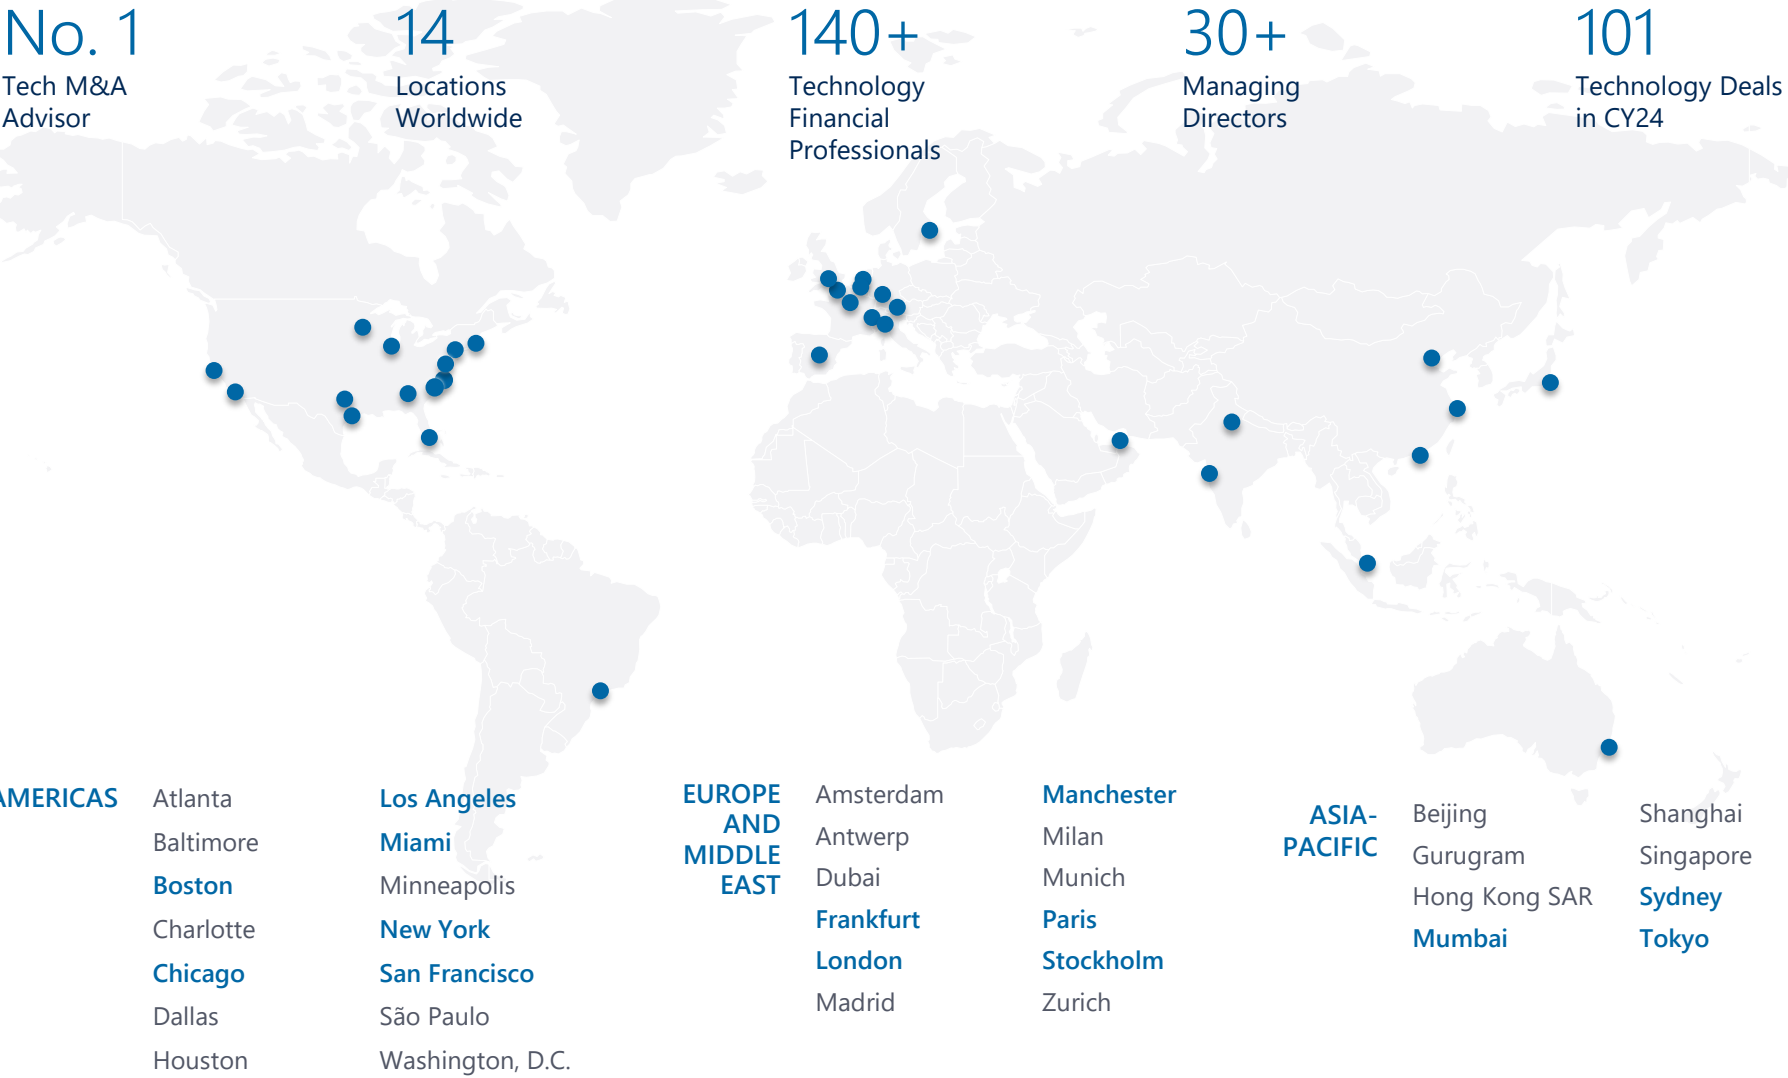 No. 1
Tech M&A
Advisor
14
Locations
Worldwide
140+
Technology
Financial
Professionals
30+
Managing
Directors
101
Technology Deals
in CY24
AMERICAS
Atlanta
Baltimore
Boston
Charlotte
Chicago
Dallas
Houston
Los Angeles
Miami
Minneapolis
New York
San Francisco
São Paulo
Washington, D.C.
EUROPE
AND
MIDDLE
EAST
Amsterdam
Antwerp
Dubai
Frankfurt
London
Madrid
Manchester
Milan
Munich
Paris
Stockholm
Zurich
ASIA-
PACIFIC
Beijing
Gurugram
Hong Kong SAR
Mumbai
Shanghai
Singapore
Sydney
Tokyo